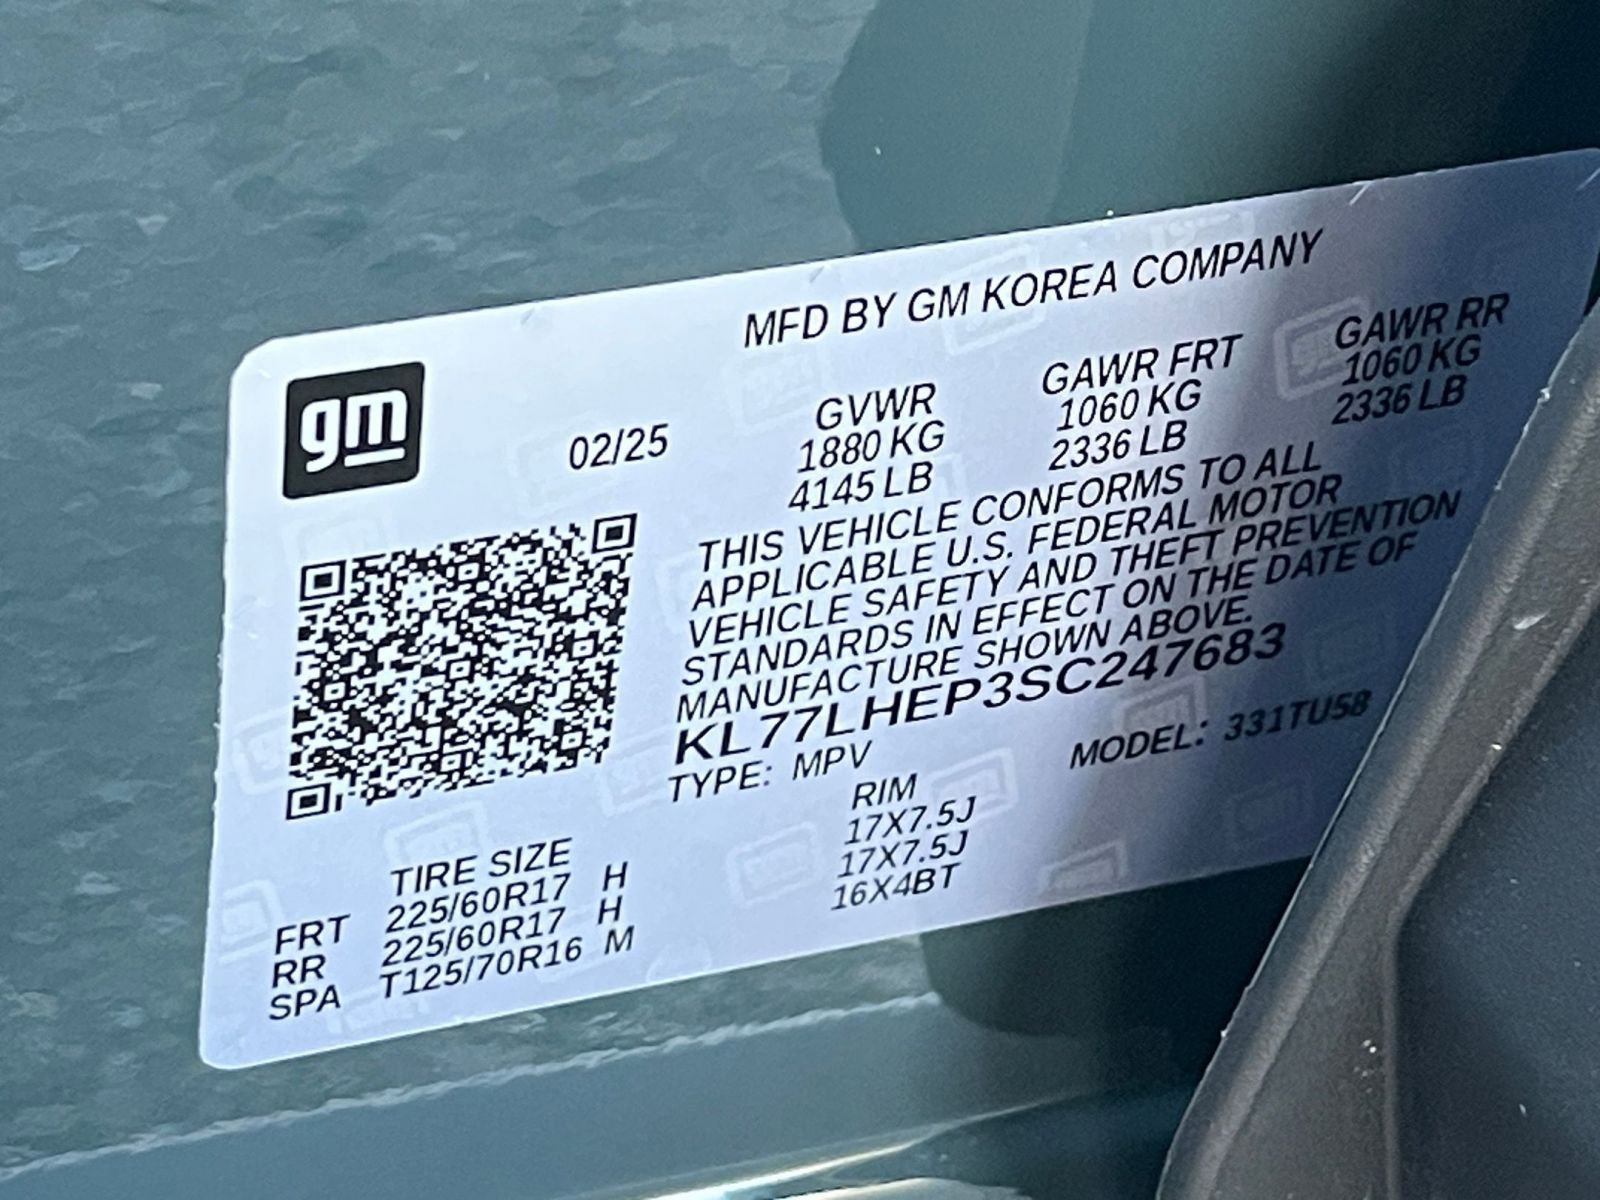 MFD BY GM KOREA COMPANY
gm
02/25
GVWR GAWR FRT GAWR RR
1880 KG 1060 KG 1060 KG
4145 LB 2336 LB 2336 LB
THIS VEHICLE CONFORMS TO ALL
APPLICABLE U.S. FEDERAL MOTOR
VEHICLE SAFETY AND THEFT PREVENTION
STANDARDS IN EFFECT ON THE DATE OF
MANUFACTURE SHOWN ABOVE.
KL77LHEP3SC247683
TYPE: MPV MODEL: 331TU58
TIRE SIZE RIM
FRT 225/60R17 H 17X7.5J
RR 225/60R17 H 17X7.5J
SPA T125/70R16 M 16X4BT